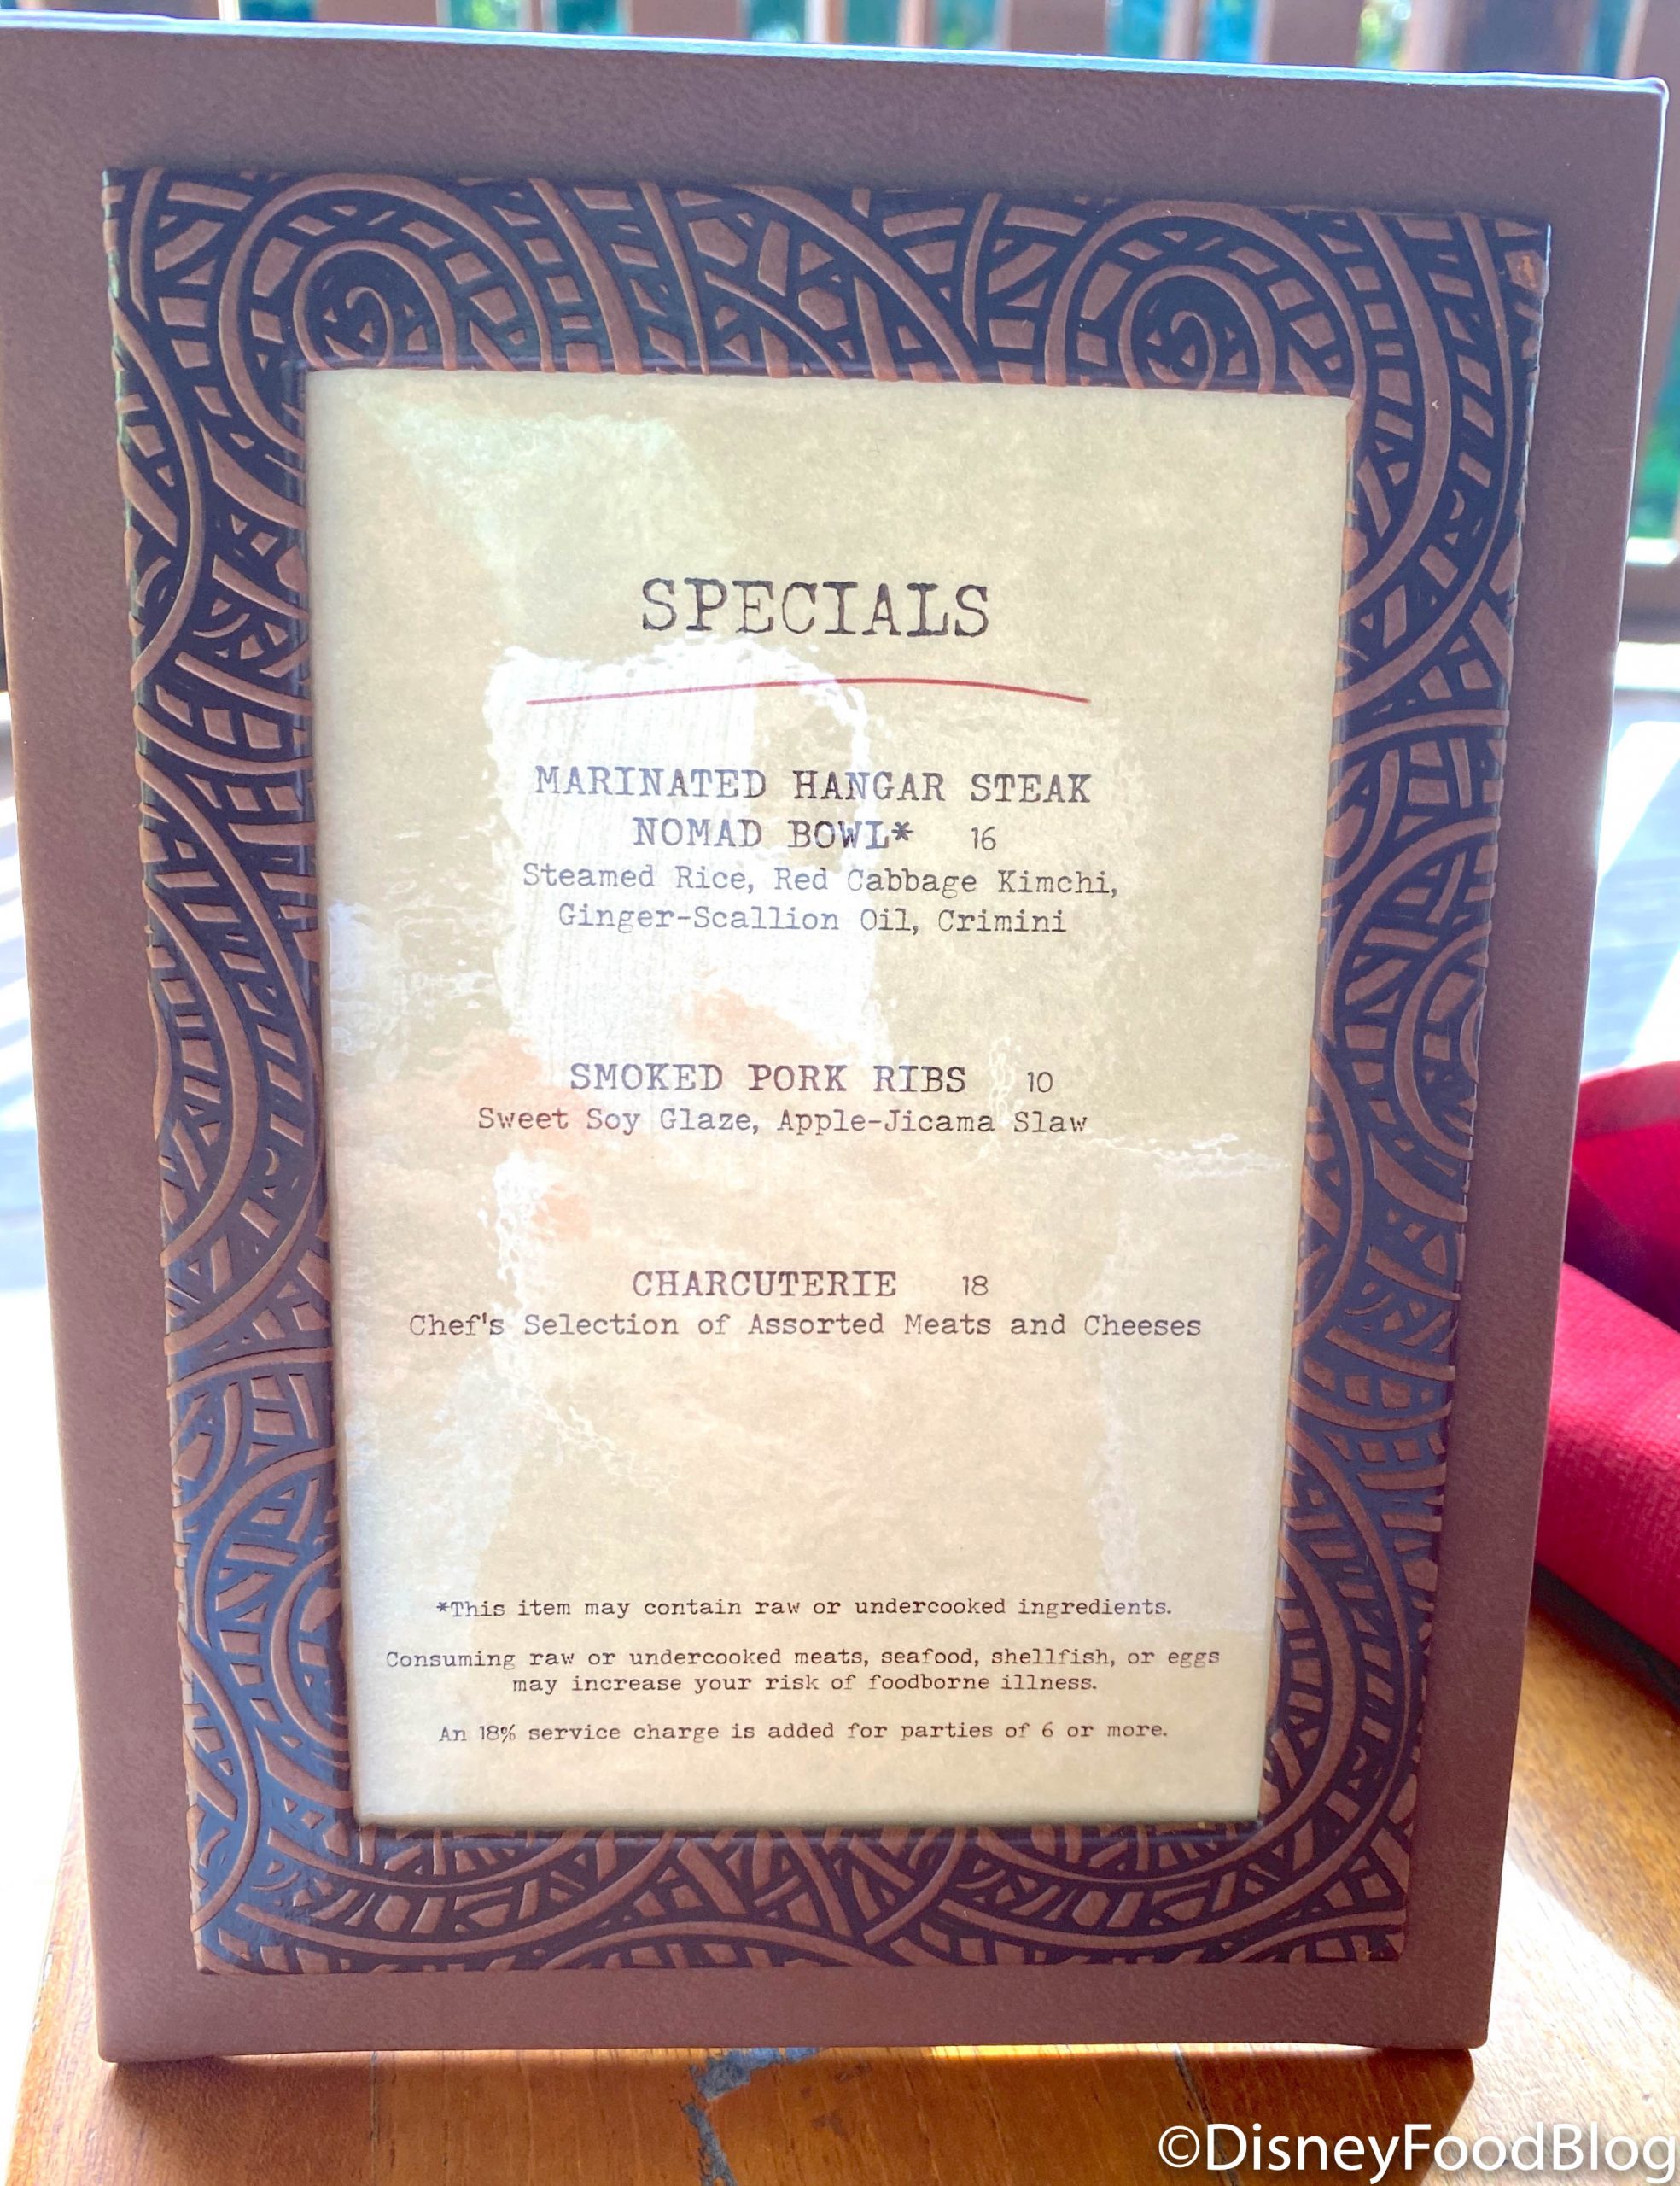 SPECIALS
MARINATED HANGAR STEAK
NOMAD BOWL* 16
Steamed Rice, Red Cabbage Kimchi,
Ginger-Scallion Oil, Crimini
SMOKED PORK RIBS 10
Sweet Soy Glaze, Apple-Jicama Slaw
CHARCUTERIE 18
Chef's Selection of Assorted Meats and Cheeses
*This item may contain raw or undercooked ingredients.
Consuming raw or undercooked meats, seafood, shellfish, or eggs
may increase your risk of foodborne illness.
An 18% service charge is added for parties of 6 or more.
©DisneyFoodBlog